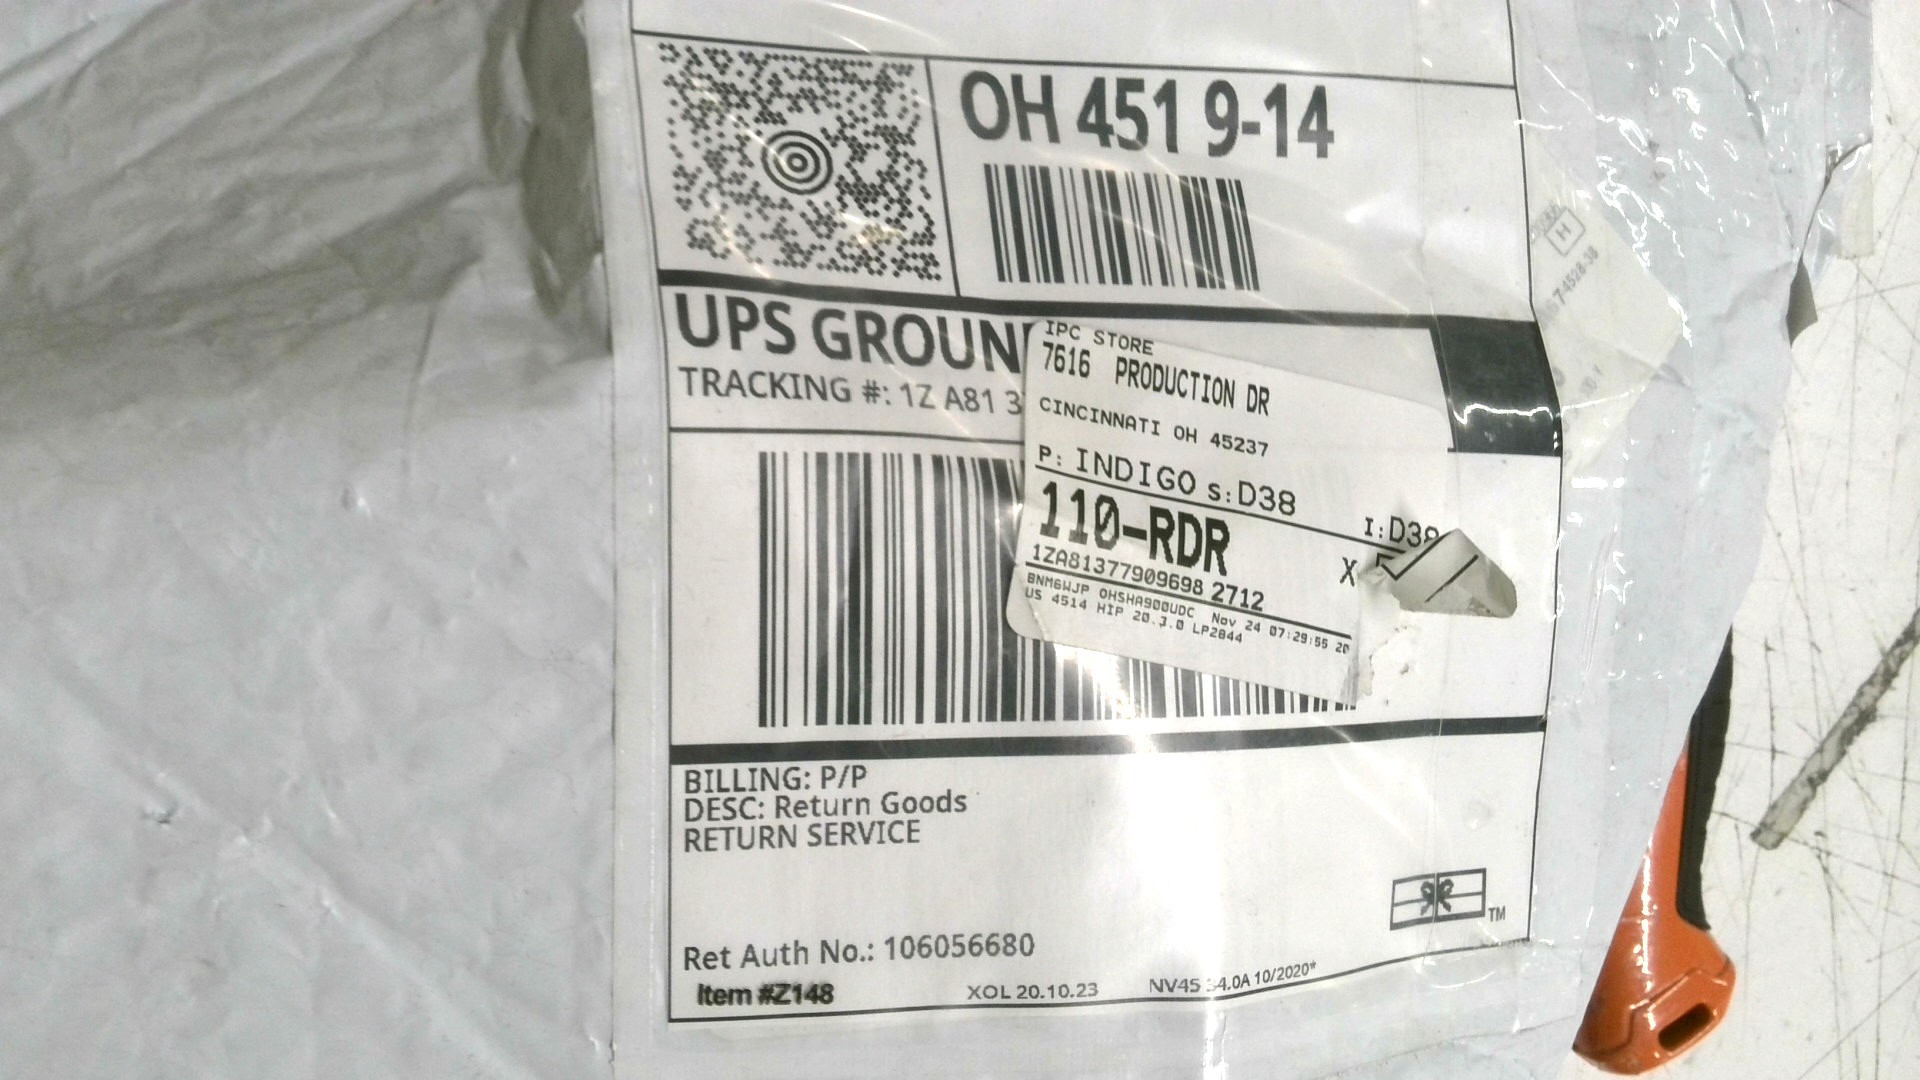 OH 451 9-14
UPS GROUN
TRACKING #: 1Z A81 3
IPC STORE
7616 PRODUCTION DR
CINCINNATI OH 45237
P: INDIGO S: D38
I: D38
110-RDR
X
1ZA81377909698 2712
BNM6WJP OHSHA900UDC Nov 24 07:29:55 20
US 4514 HIP 20.3.0 LP2844
BILLING: P/P
DESC: Return Goods
RETURN SERVICE
TM
Ret Auth No.: 106056680
Item #Z148
XOL 20.10.23 NV45 34.0A 10/2020*
H